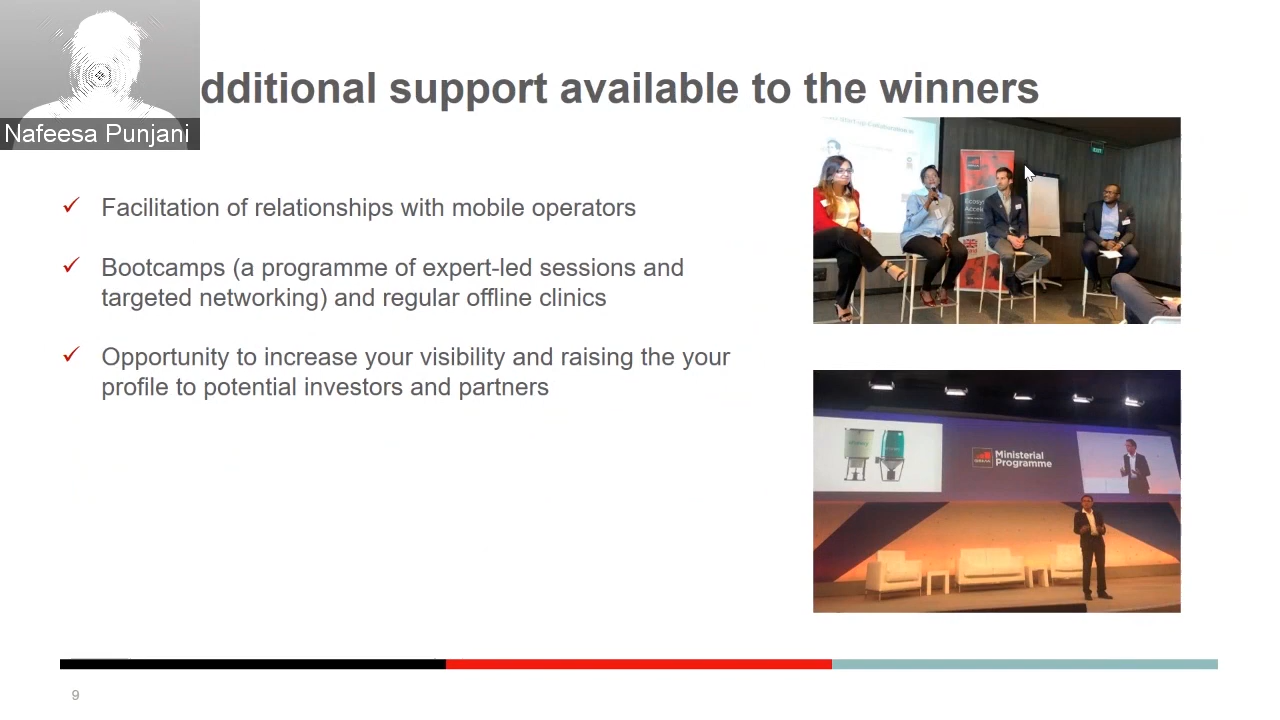 Nafeesa Punjani
dditional support available to the winners
Facilitation of relationships with mobile operators
Bootcamps (a programme of expert-led sessions and
targeted networking) and regular offline clinics
Opportunity to increase your visibility and raising the your
profile to potential investors and partners
EXIT
Ministerial
Programme
9